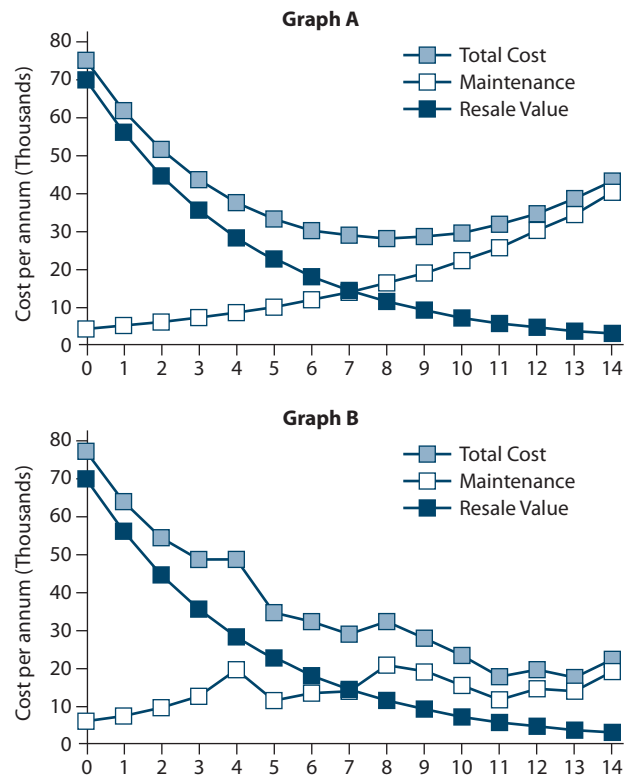 Graph A
Cost per annum (Thousands)
80
70
60
50
40
30
20
10
0
Total Cost
Maintenance
Resale Value
0 1 2 3 4 5 6 7 8 9 10 11 12 13 14
Graph B
Cost per annum (Thousands)
80
70
60
50
40
30
20
10
0
Total Cost
Maintenance
Resale Value
0 1 2 3 4 5 6 7 8 9 10 11 12 13 14